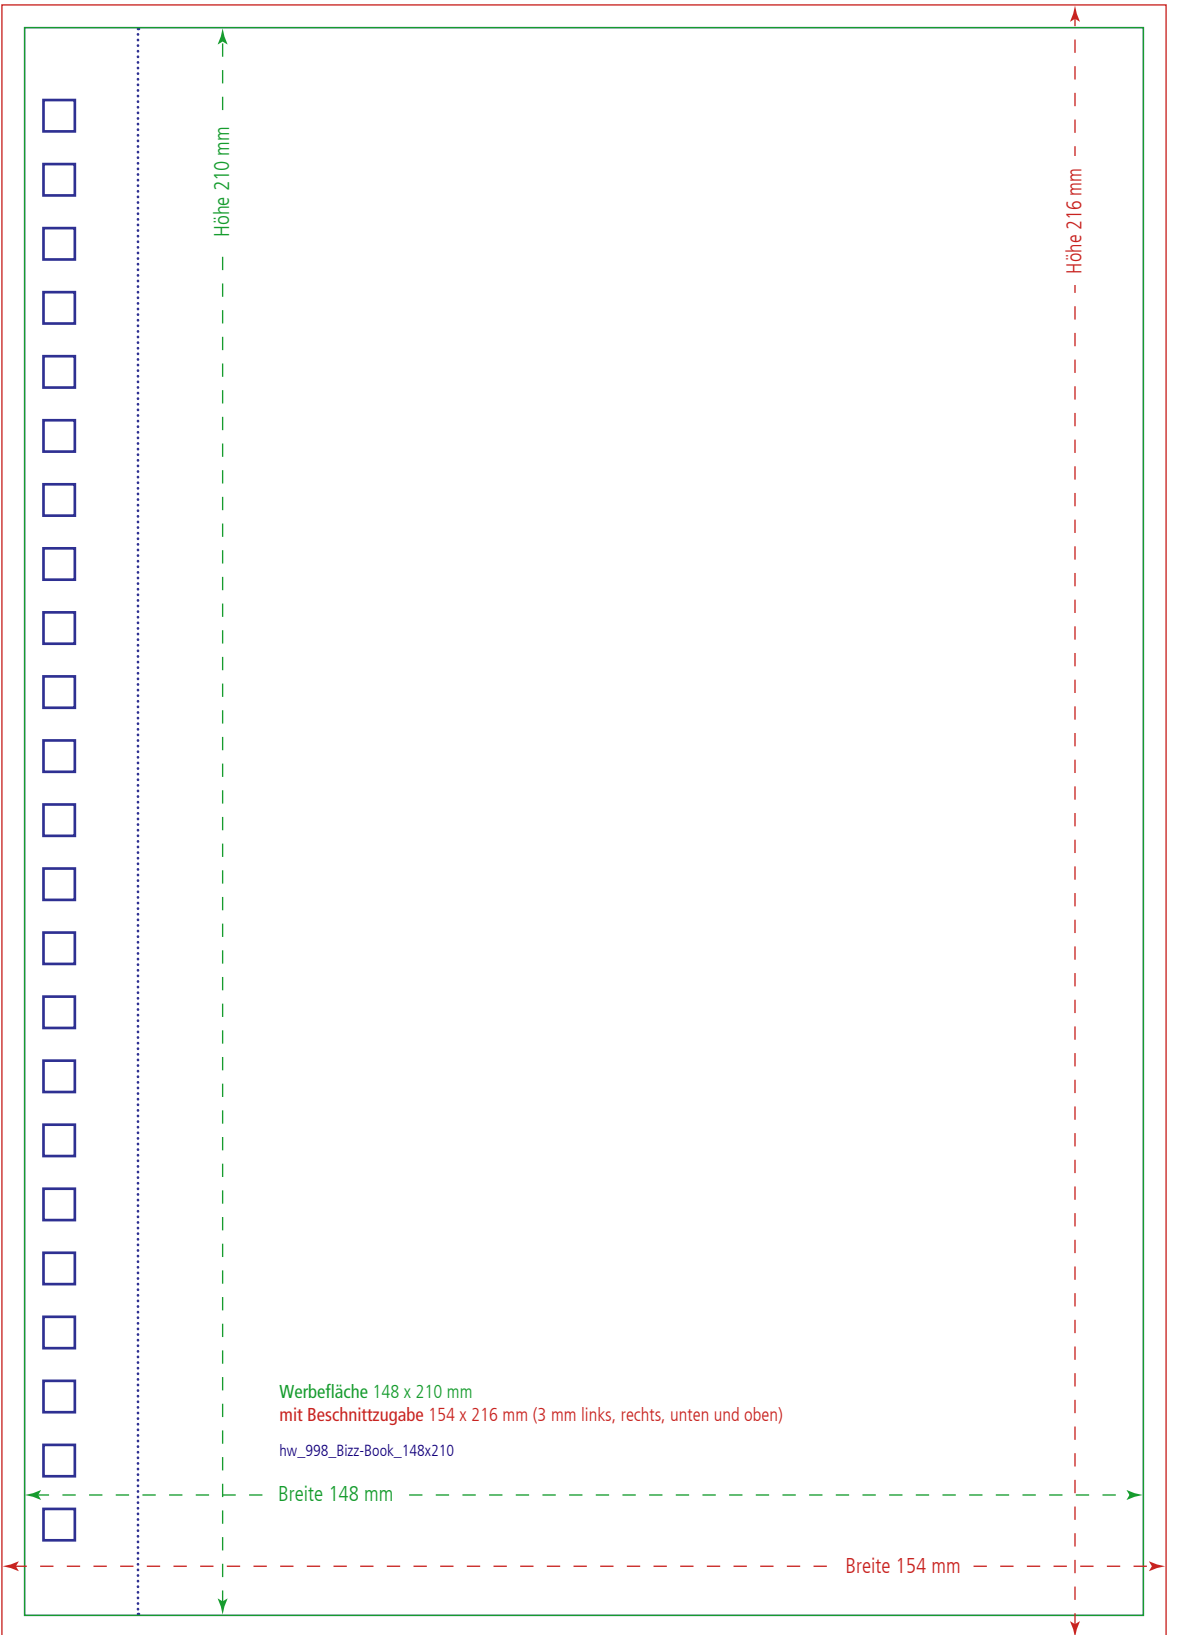 Höhe 210 mm
Höhe 216 mm
Werbefläche 148 x 210 mm
mit Beschnittzugabe 154 x 216 mm (3 mm links, rechts, unten und oben)
hw_998_Bizz-Book_148x210
Breite 148 mm
Breite 154 mm